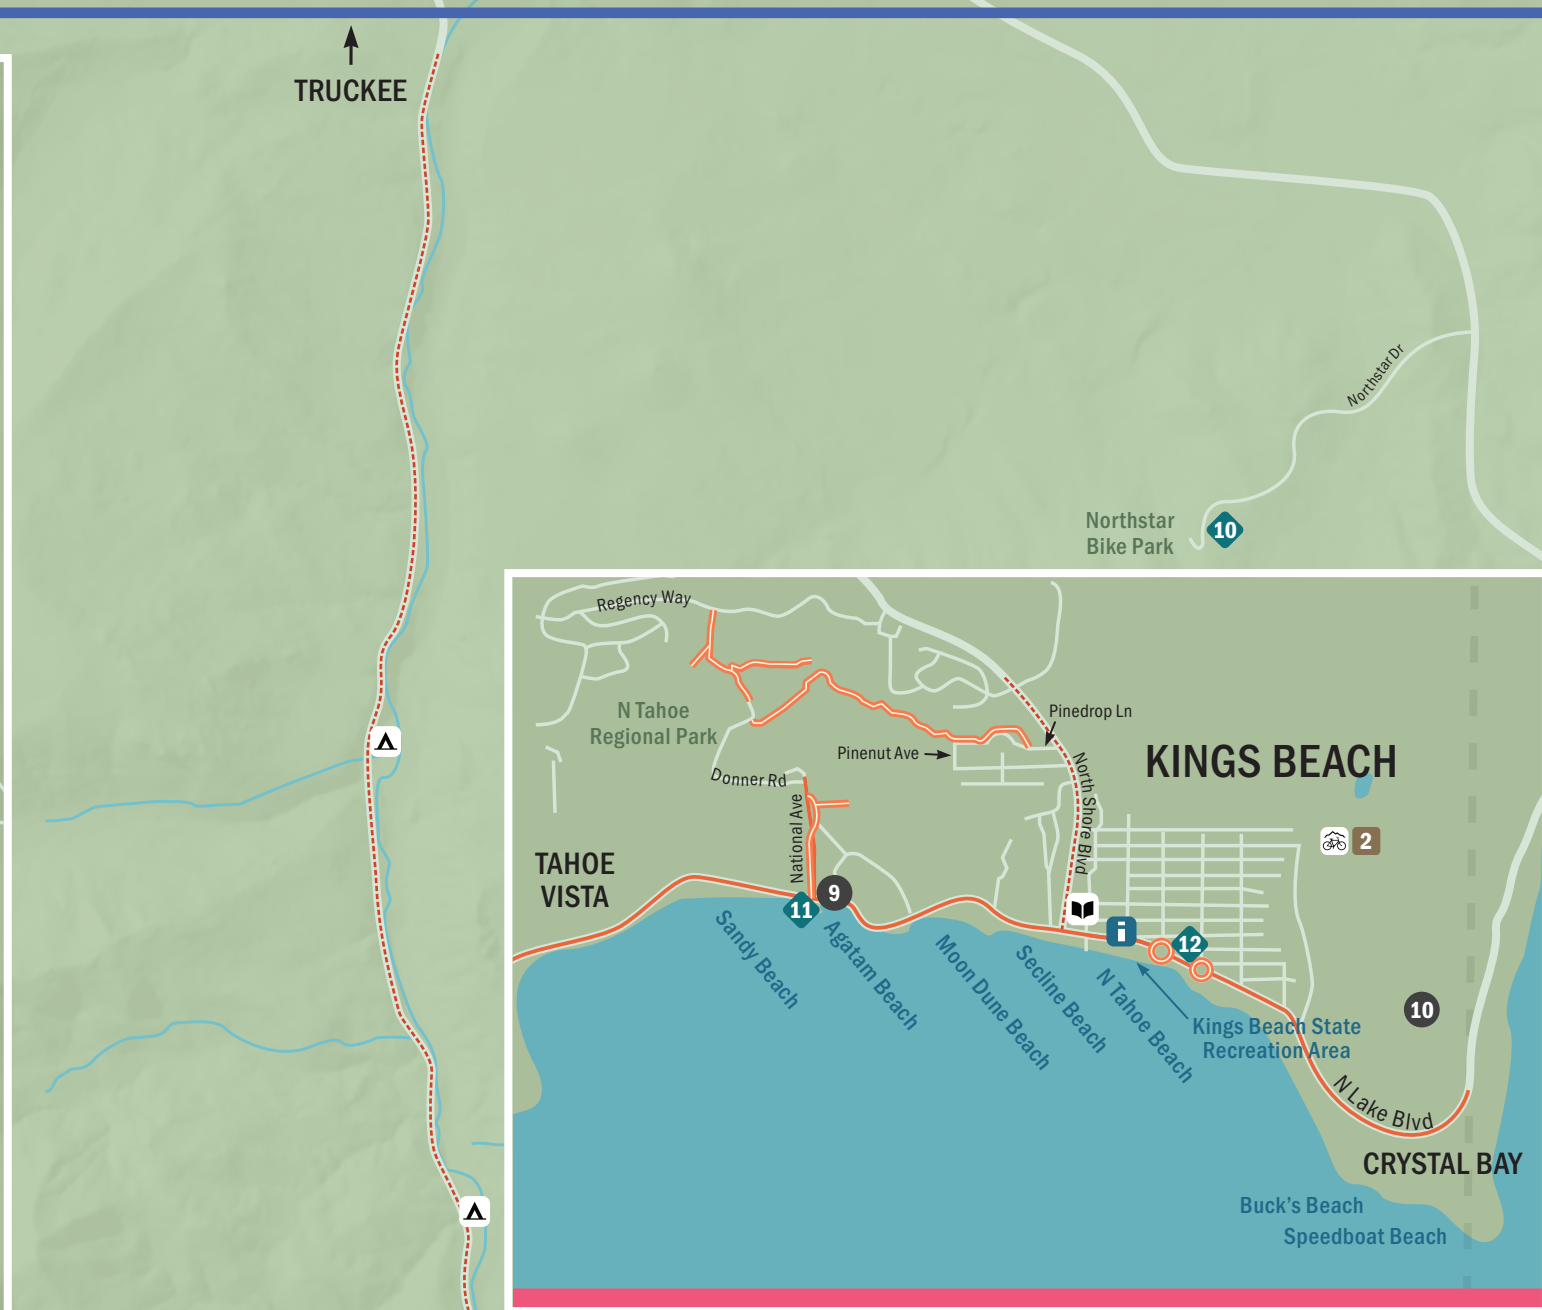 TRUCKEE
Northstar Dr
Northstar
Bike Park
10
Regency Way
N Tahoe
Regional Park
Pinedrop Ln
Pinenut Ave
KINGS BEACH
Donner Rd
National Ave
North Shore Blvd
2
TAHOE
VISTA
9
11
12
i
Sandy Beach
Agatam Beach
Moon Dune Beach
Secline Beach
N Tahoe Beach
Kings Beach State
Recreation Area
10
N Lake Blvd
CRYSTAL BAY
Buck's Beach
Speedboat Beach